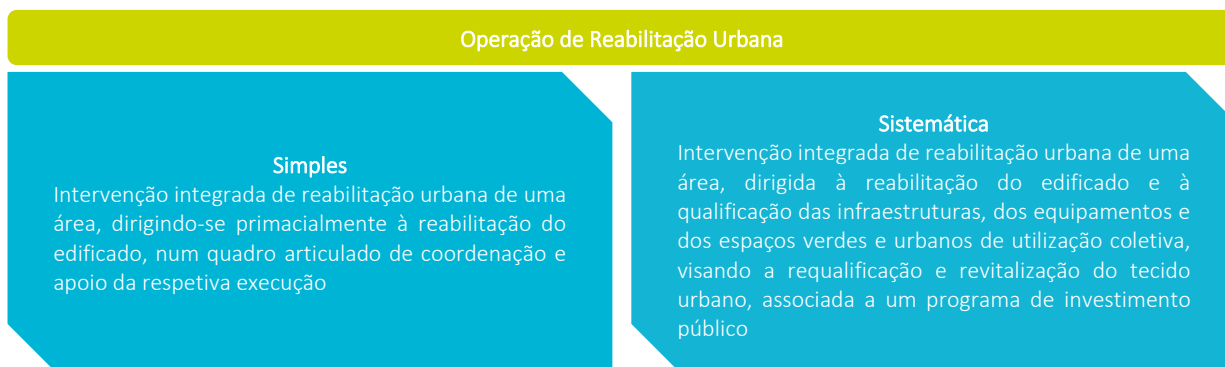 Operação de Reabilitação Urbana
Simples
Intervenção integrada de reabilitação urbana de uma
área, dirigindo-se primacialmente à reabilitação do
edificado, num quadro articulado de coordenação e
apoio da respetiva execução
Sistemática
Intervenção integrada de reabilitação urbana de uma
área, dirigida à reabilitação do edificado e à
qualificação das infraestruturas, dos equipamentos e
dos espaços verdes e urbanos de utilização coletiva,
visando a requalificação e revitalização do tecido
urbano, associada a um programa de investimento
público